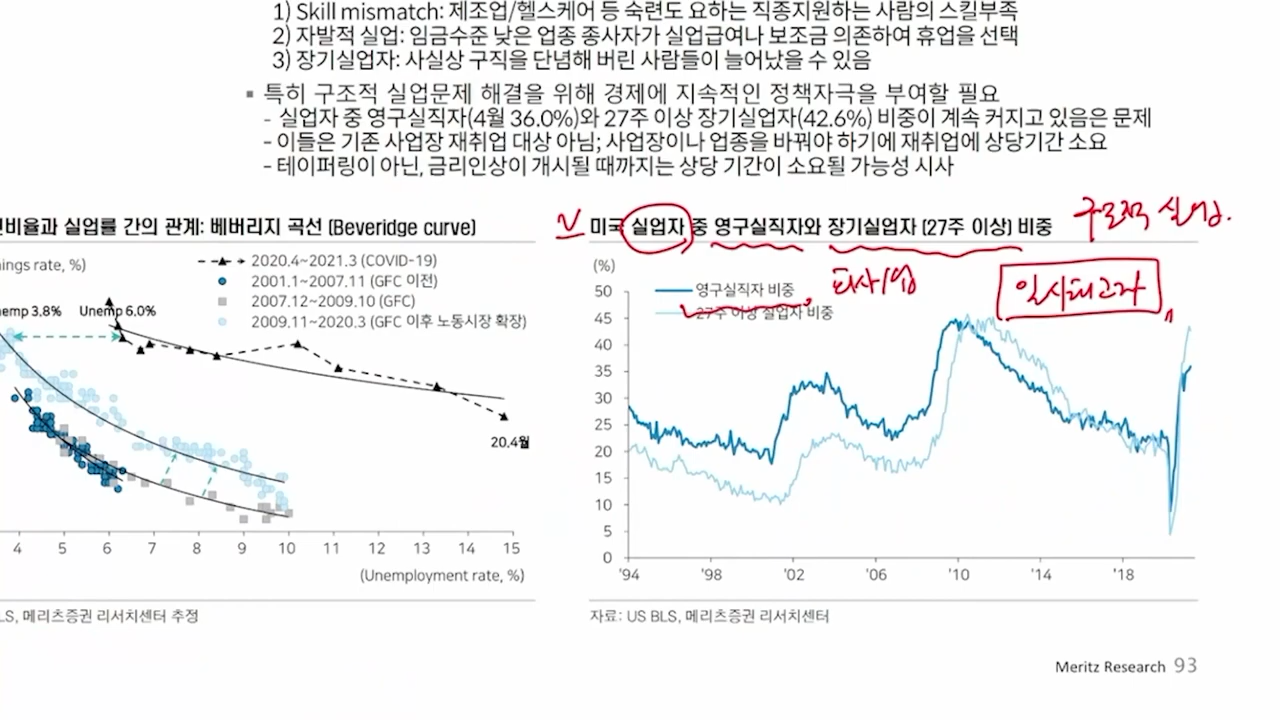 1) Skill mismatch: 제조업/헬스케어 등 숙련도 요하는 직종지원하는 사람의 스킬부족
2) 자발적 실업: 임금수준 낮은 업종 종사자가 실업급여나 보조금 의존하여 휴업을 선택
3) 장기실업자: 사실상 구직을 단념해 버린 사람들이 늘어났을 수 있음
▪ 특히 구조적 실업문제 해결을 위해 경제에 지속적인 정책자극을 부여할 필요
- 실업자 중 영구실직자(4월 36.0%)와 27주 이상 장기실업자(42.6%) 비중이 계속 커지고 있음은 문제
- 이들은 기존 사업장 재취업 대상 아님; 사업장이나 업종을 바꿔야 하기에 재취업에 상당기간 소요
- 테이퍼링이 아닌, 금리인상이 개시될 때까지는 상당 기간이 소요될 가능성 시사
비율과 실업률 간의 관계: 베버리지 곡선 (Beveridge curve)
nings rate, %)
2020.4~2021.3 (COVID-19)
2001.1~2007.11 (GFC 이전)
2007.12~2009.10 (GFC)
2009.11~2020.3 (GFC 이후 노동시장 확장)
nemp 3.8%
Unemp 6.0%
20.4월
4 5 6 7 8 9 10 11 12 13 14 15
(Unemployment rate, %)
LS, 메리츠증권 리서치센터 추정
미국 실업자 중 영구실직자와 장기실업자 (27주 이상) 비중
구조적 실업.
(%)
영구실직자 비중
27주 이상 실업자 비중
일시해고자
50
45
40
35
30
25
20
15
10
5
0
'94 '98 '02 '06 '10 '14 '18
자료: US BLS, 메리츠증권 리서치센터
Meritz Research 93